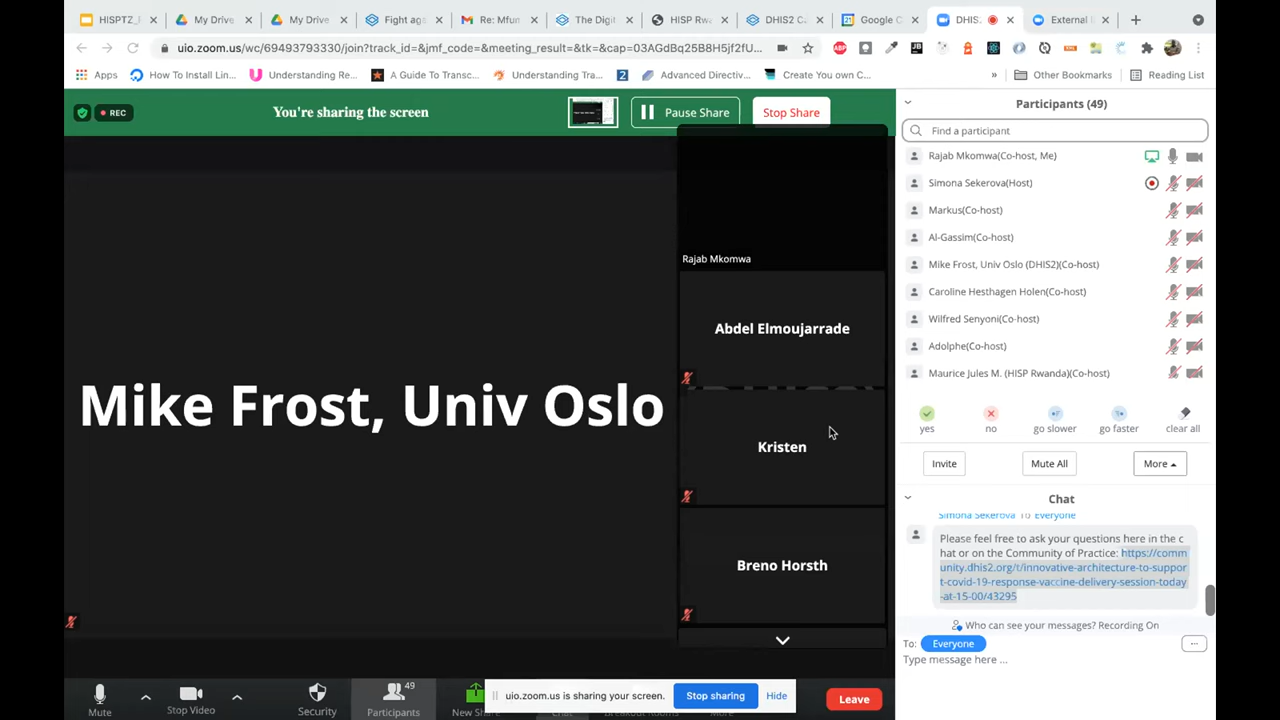 HISPTZ_F
My Drive
My Drive
Fight ag
Re: Mfun
The Digit
HISP Rwa
DHIS2 C
Google C
DHIS
External I
uio.zoom.us/wc/69493793330/join?track_id=&jmf_code=&meeting_result=&tk=&cap=03AGdBq25B8H5jf2fU...
Apps
How To Install Lin...
Understanding Re...
A Guide To Transc...
Understanding Tra...
Advanced Directiv...
Create You own C...
»
Other Bookmarks
Reading List
REC
You're sharing the screen
Pause Share
Stop Share
Mike Frost, Univ Oslo
Rajab Mkomwa
Abdel Elmoujarrade
Kristen
Breno Horsth
Participants (49)
Find a participant
Rajab Mkomwa(Co-host, Me)
Simona Sekerova(Host)
Markus(Co-host)
Al-Gassim(Co-host)
Mike Frost, Univ Oslo (DHIS2)(Co-host)
Caroline Hesthagen Holen(Co-host)
Wilfred Senyoni(Co-host)
Adolphe(Co-host)
Maurice Jules M. (HISP Rwanda)(Co-host)
yes
no
go slower
go faster
clear all
Invite
Mute All
More
Chat
Simona Sekerova To Everyone
Please feel free to ask your questions here in the c
hat or on the Community of Practice: https://comm
unity.dhis2.org/t/innovative-architecture-to-suppor
t-covid-19-response-vaccine-delivery-session-today
-at-15-00/43295
Who can see your messages? Recording On
To: Everyone
Type message here ...
Mute
Stop Video
Security
49
Participants
New Share
uio.zoom.us is sharing your screen.
Stop sharing
Hide
Leave